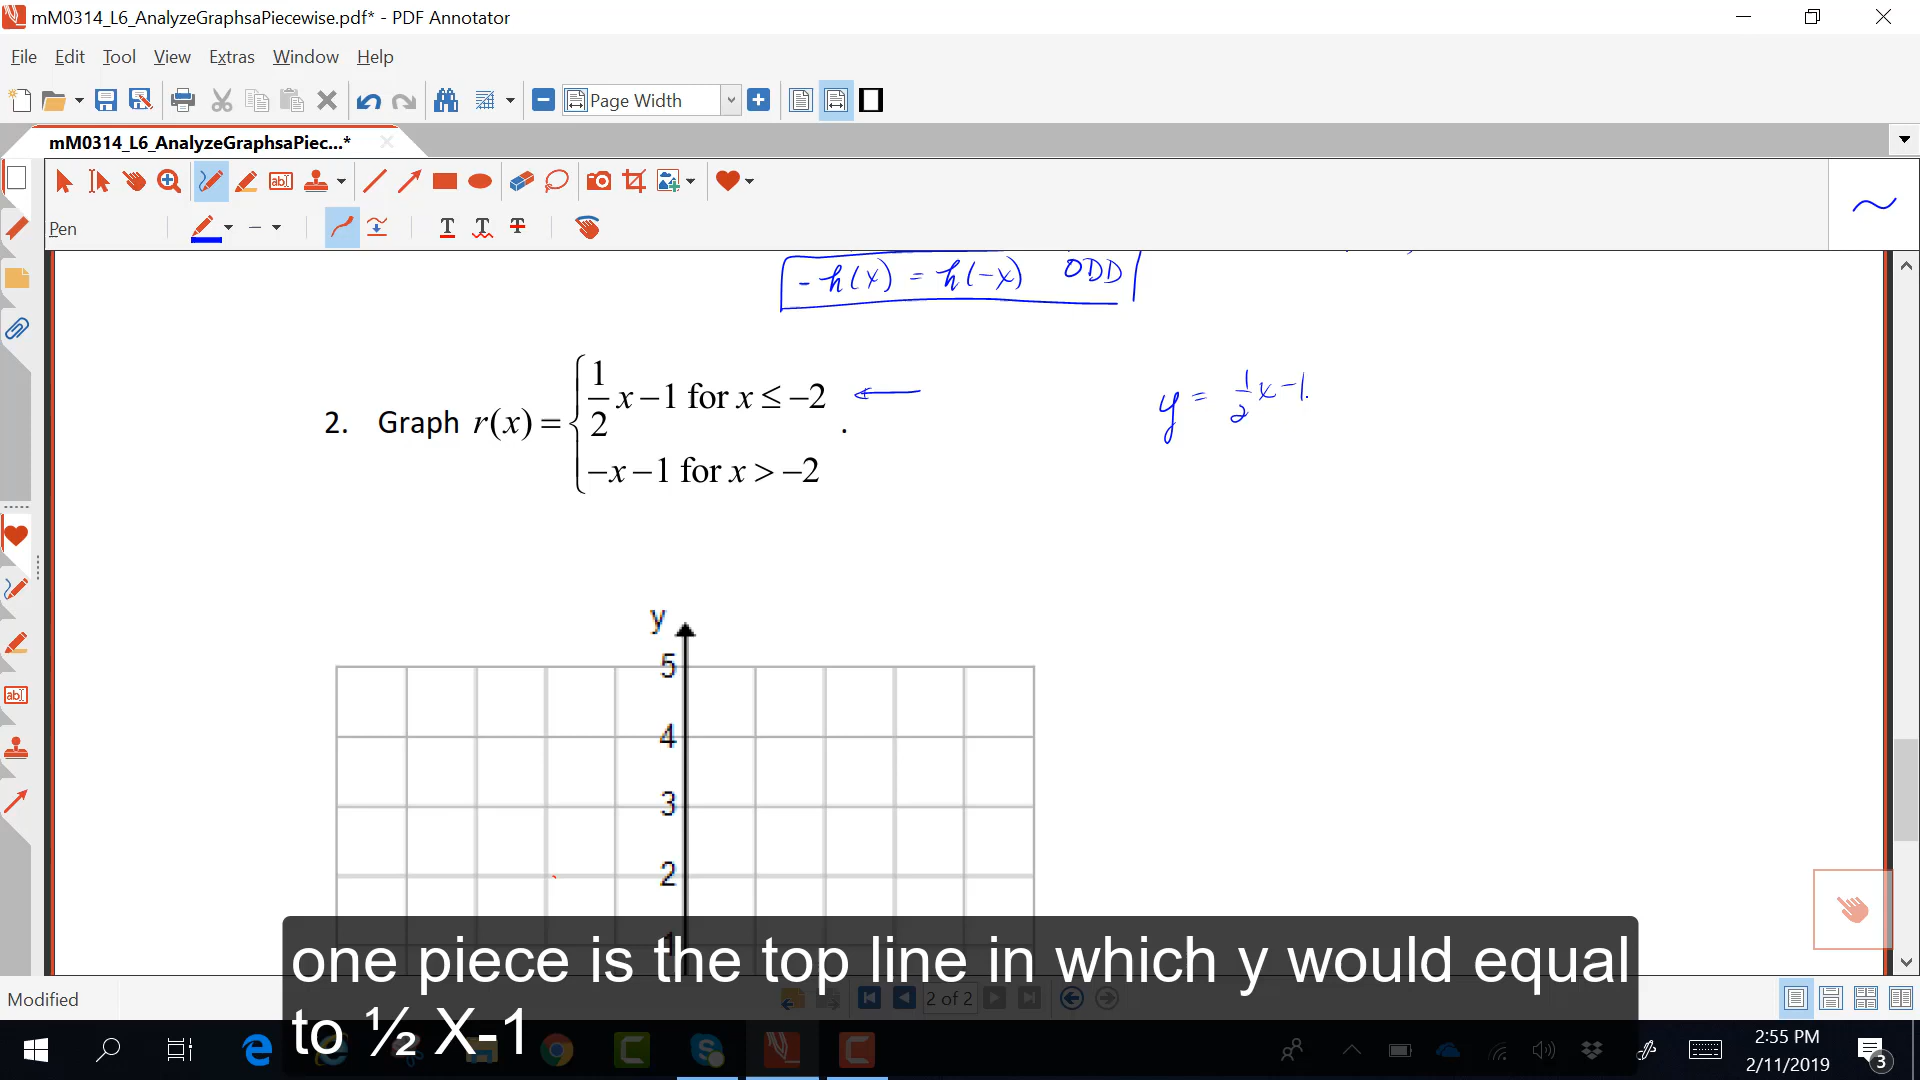 mM0314_L6_AnalyzeGraphsaPiecewise.pdf* - PDF Annotator
File Edit Tool View Extras Window Help
Page Width
mM0314_L6_AnalyzeGraphsaPiec...*
Pen
-h(x) = h(-x) ODD
2. Graph r(x) = { 1/2 x − 1 for x ≤ −2
−x − 1 for x > −2 .
y = 1/2 x - 1.
y
5
4
3
2
one piece is the top line in which y would equal
to ½ X-1
Modified
2 of 2
2:55 PM
2/11/2019
3